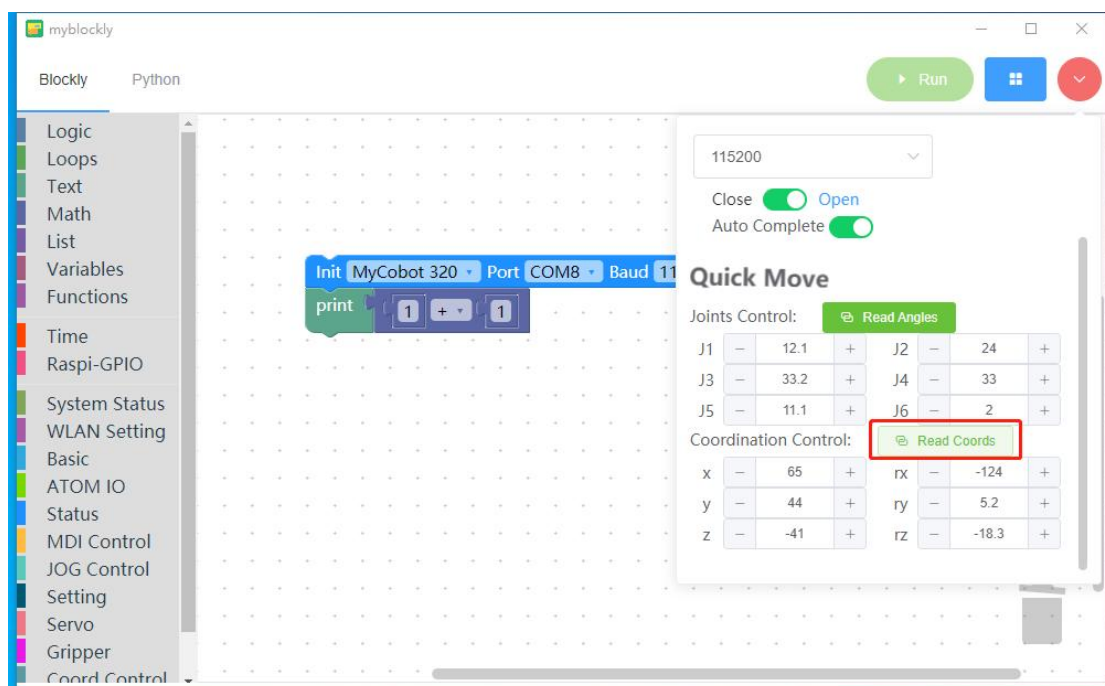 myblockly
Blockly Python Run
Logic
Loops
Text
Math
List
Variables
Functions
Time
Raspi-GPIO
System Status
WLAN Setting
Basic
ATOM IO
Status
MDI Control
JOG Control
Setting
Servo
Gripper
Coord Control
Init MyCobot 320 Port COM8 Baud 11
print 1 + 1
115200
Close Open
Auto Complete
Quick Move
Joints Control: Read Angles
J1 − 12.1 + J2 − 24 +
J3 − 33.2 + J4 − 33 +
J5 − 11.1 + J6 − 2 +
Coordination Control: Read Coords
x − 65 + rx − -124 +
y − 44 + ry − 5.2 +
z − -41 + rz − -18.3 +